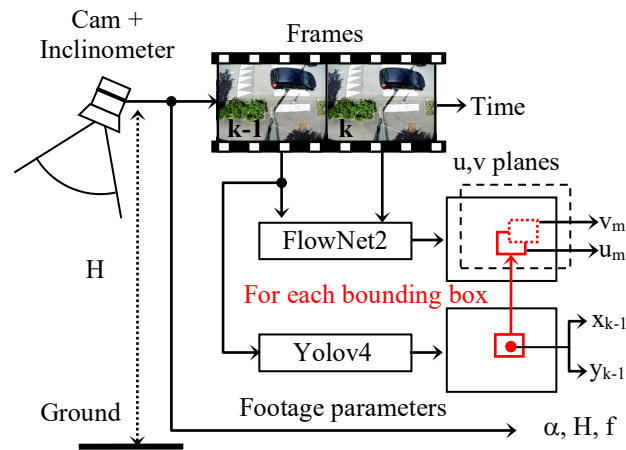 Cam +
Inclinometer
Frames
k-1
k
Time
u,v planes
FlowNet2
vₘ
uₘ
H
For each bounding box
Yolov4
xₖ₋₁
yₖ₋₁
Ground
Footage parameters
α, H, f